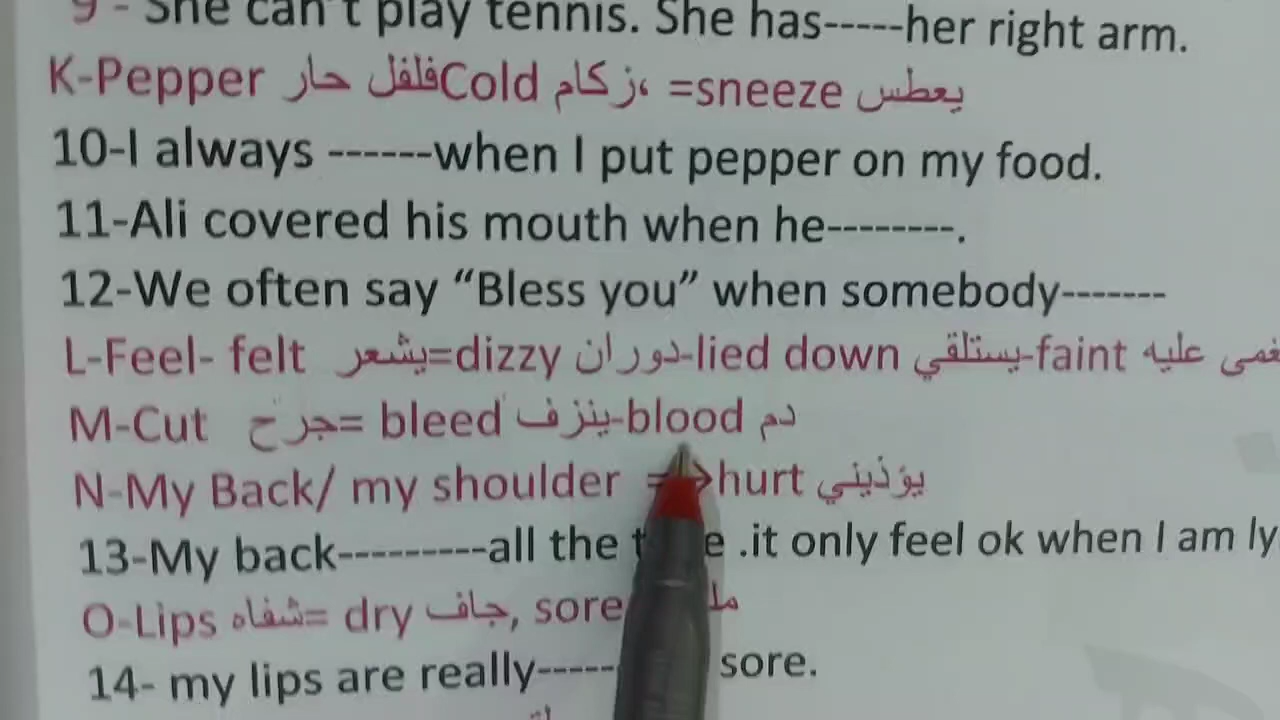 9 - She can't play tennis. She has-----her right arm.
K-Pepper فلفل حار Cold زكام، =sneeze يعطس
10-I always ------when I put pepper on my food.
11-Ali covered his mouth when he--------.
12-We often say “Bless you” when somebody-------
L-Feel- felt يشعر=dizzy دوران-lied down يستلقي-faint عليه
M-Cut جرح= bleed ينزف-blood دم
N-My Back/ my shoulder = hurt يؤذيني
13-My back---------all the .it only feel ok when I am ly
O-Lips شفاه= dry جاف, sore
14- my lips are really----- sore.